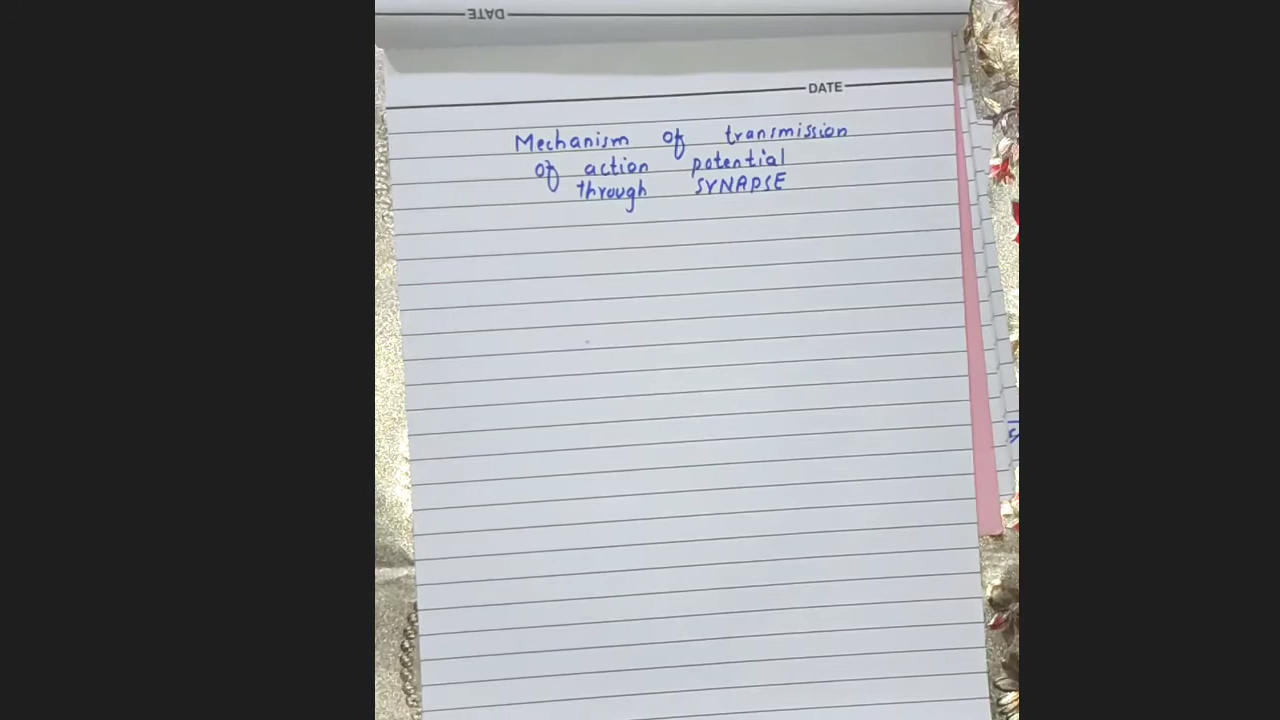 DATE
DATE
Mechanism of transmission
of action potential
through SYNAPSE